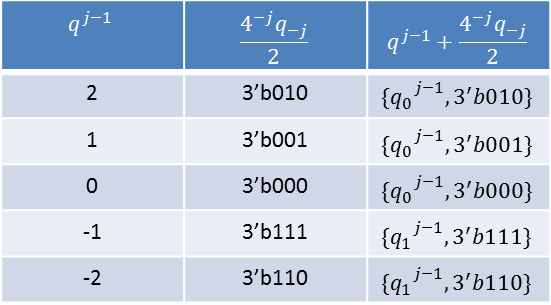 q^{j-1} \frac{4^{-j}q_{-j}}{2} q^{j-1} + \frac{4^{-j}q_{-j}}{2}
2 3’b010 {q_0^{j-1}, 3′b010}
1 3’b001 {q_0^{j-1}, 3′b001}
0 3’b000 {q_0^{j-1}, 3′b000}
-1 3’b111 {q_1^{j-1}, 3′b111}
-2 3’b110 {q_1^{j-1}, 3′b110}